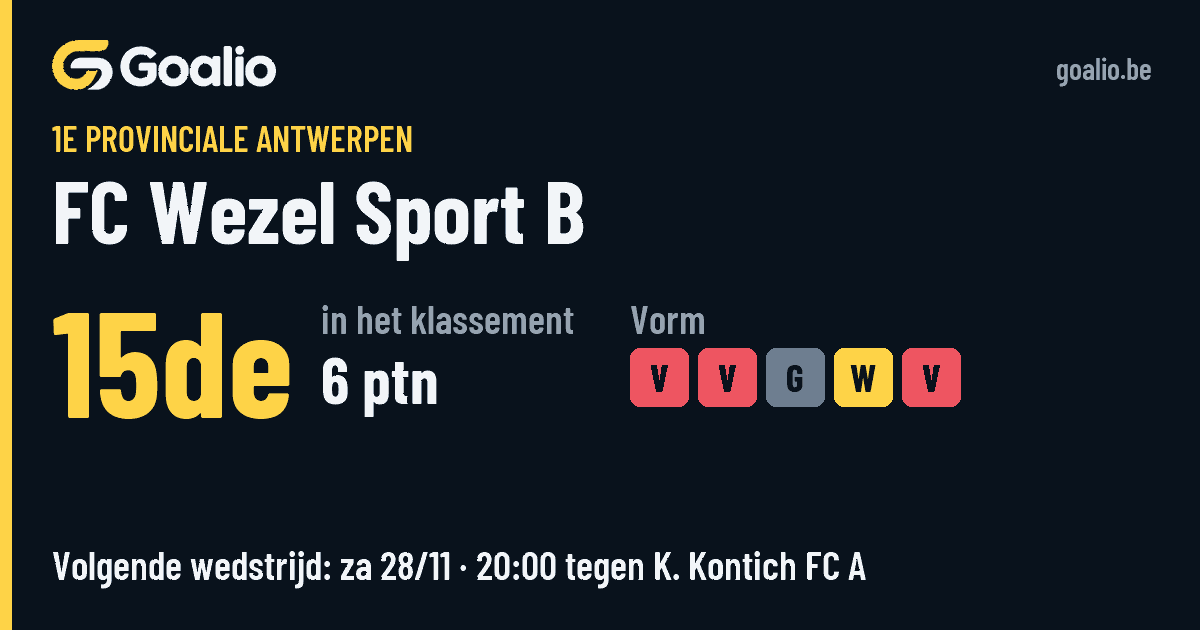 Goalio
goalio.be
1E PROVINCIALE ANTWERPEN
FC Wezel Sport B
15de
in het klassement
6 ptn
Vorm
V V G W V
Volgende wedstrijd: za 28/11 · 20:00 tegen K. Kontich FC A